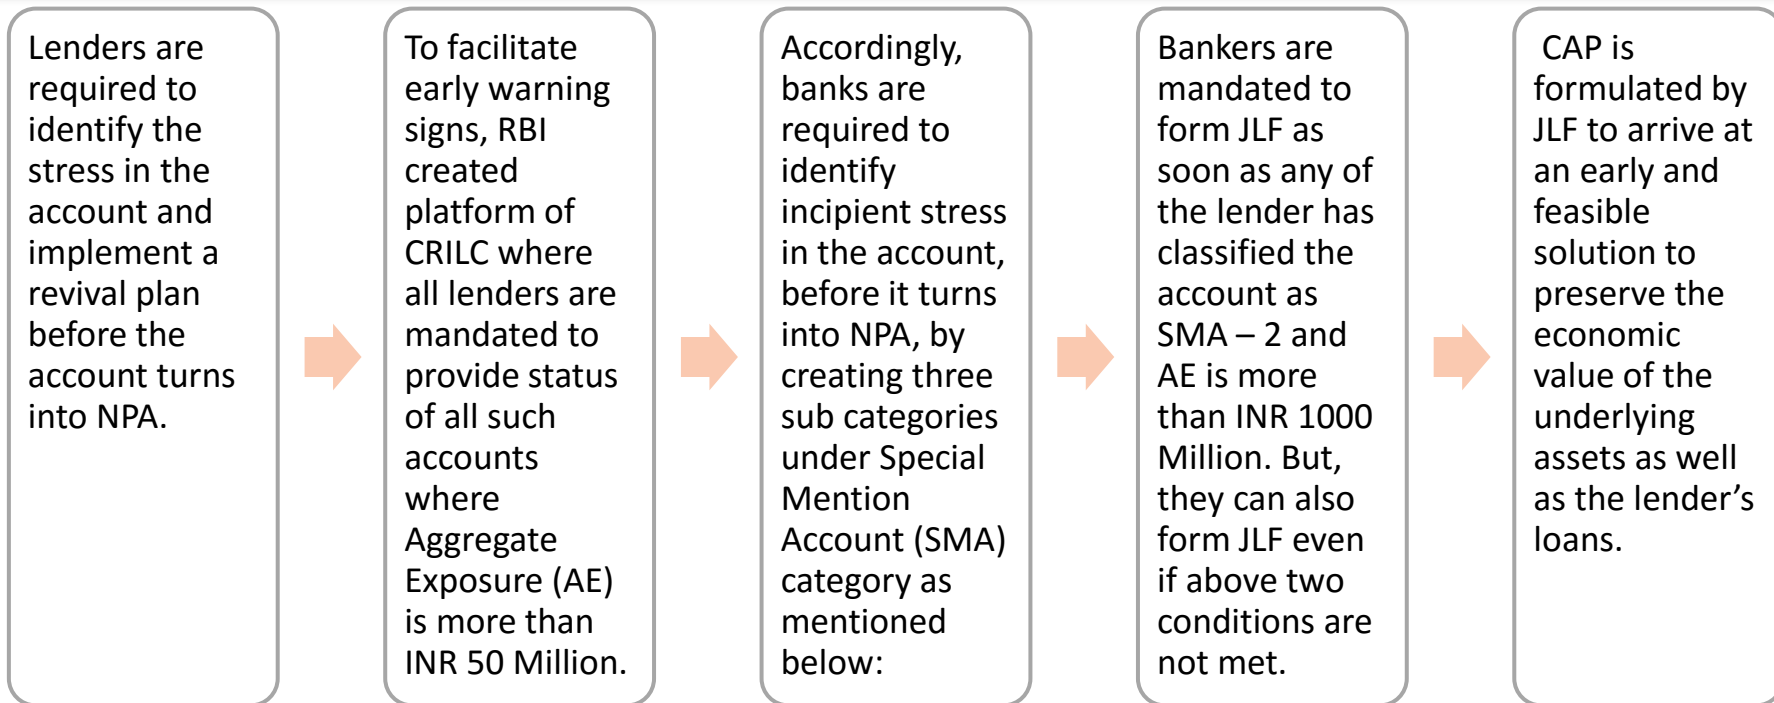 Lenders are
required to
identify the
stress in the
account and
implement a
revival plan
before the
account turns
into NPA.
To facilitate
early warning
signs, RBI
created
platform of
CRILC where
all lenders are
mandated to
provide status
of all such
accounts
where
Aggregate
Exposure (AE)
is more than
INR 50 Million.
Accordingly,
banks are
required to
identify
incipient stress
in the account,
before it turns
into NPA, by
creating three
sub categories
under Special
Mention
Account (SMA)
category as
mentioned
below:
Bankers are
mandated to
form JLF as
soon as any of
the lender has
classified the
account as
SMA – 2 and
AE is more
than INR 1000
Million. But,
they can also
form JLF even
if above two
conditions are
not met.
CAP is
formulated by
JLF to arrive at
an early and
feasible
solution to
preserve the
economic
value of the
underlying
assets as well
as the lender’s
loans.